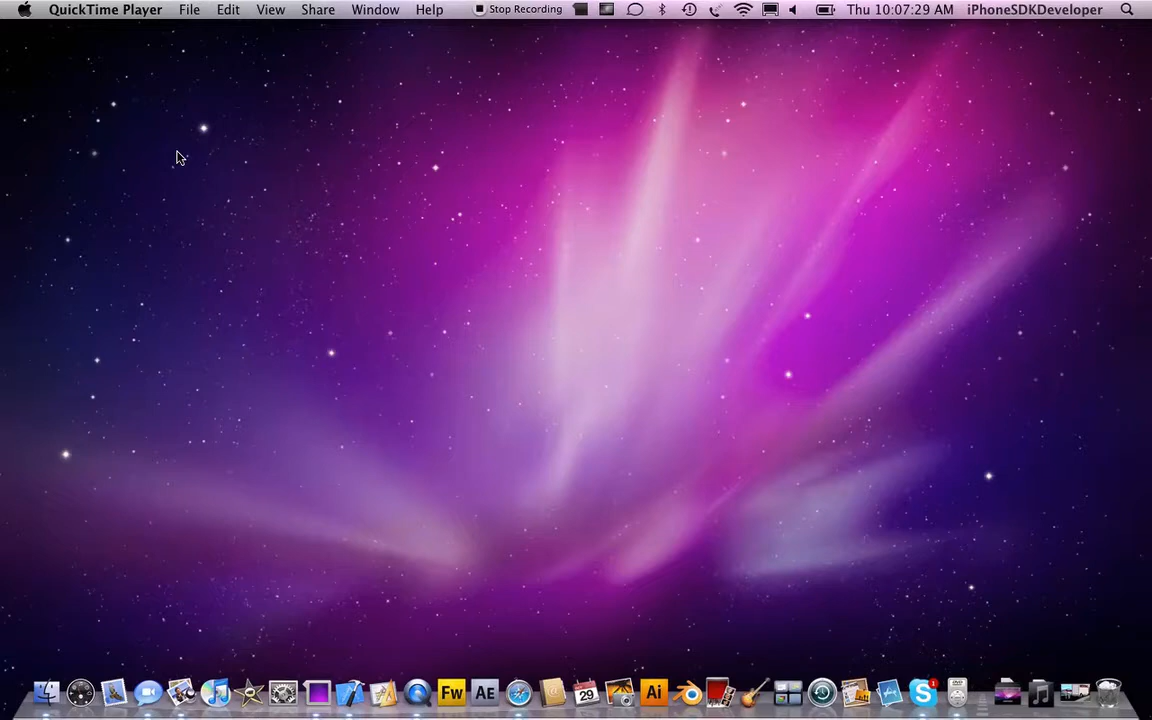 QuickTime Player File Edit View Share Window Help Stop Recording Thu 10:07:29 AM iPhoneSDKDeveloper
Fw AE 29 Ai 1